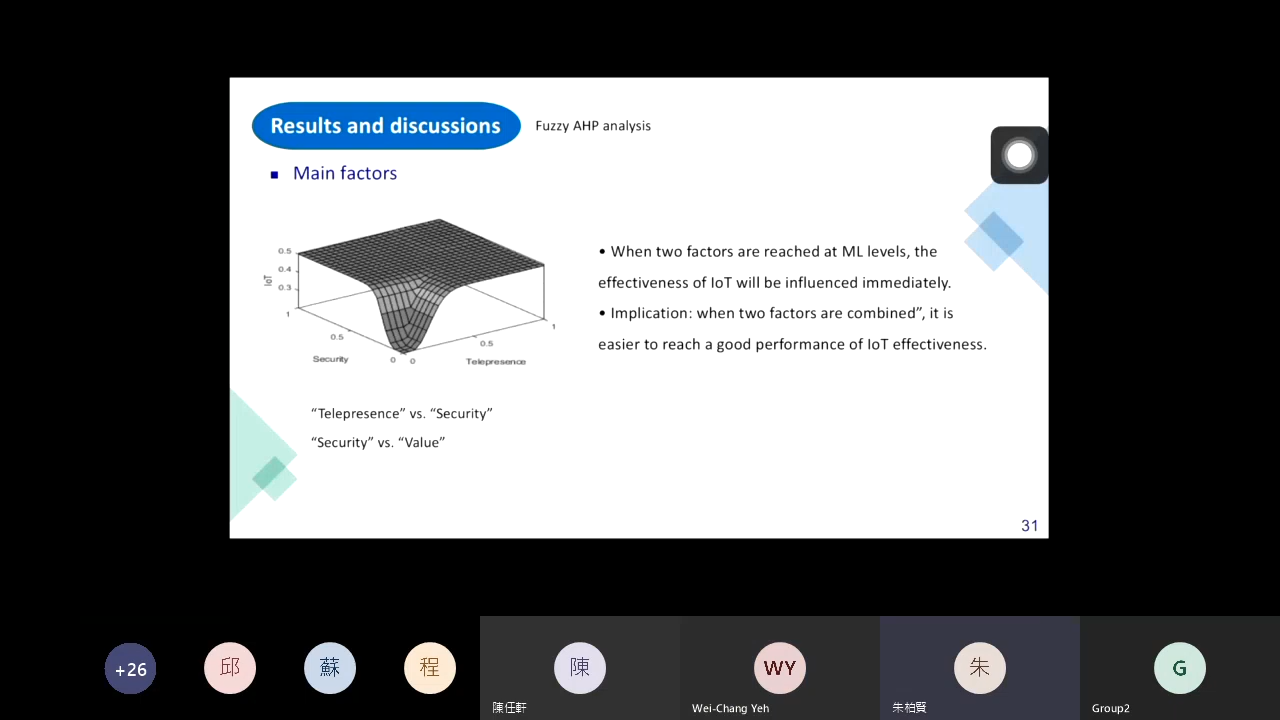 Results and discussions
Fuzzy AHP analysis
■ Main factors
0.5
0.4
0.3
IoT
1
0.5
0
Security
0
0.5
1
Telepresence
• When two factors are reached at ML levels, the
effectiveness of IoT will be influenced immediately.
• Implication: when two factors are combined”, it is
easier to reach a good performance of IoT effectiveness.
“Telepresence” vs. “Security”
“Security” vs. “Value”
31
+26
邱
蘇
程
陳
WY
朱
G
陳任軒
Wei-Chang Yeh
朱柏賢
Group2